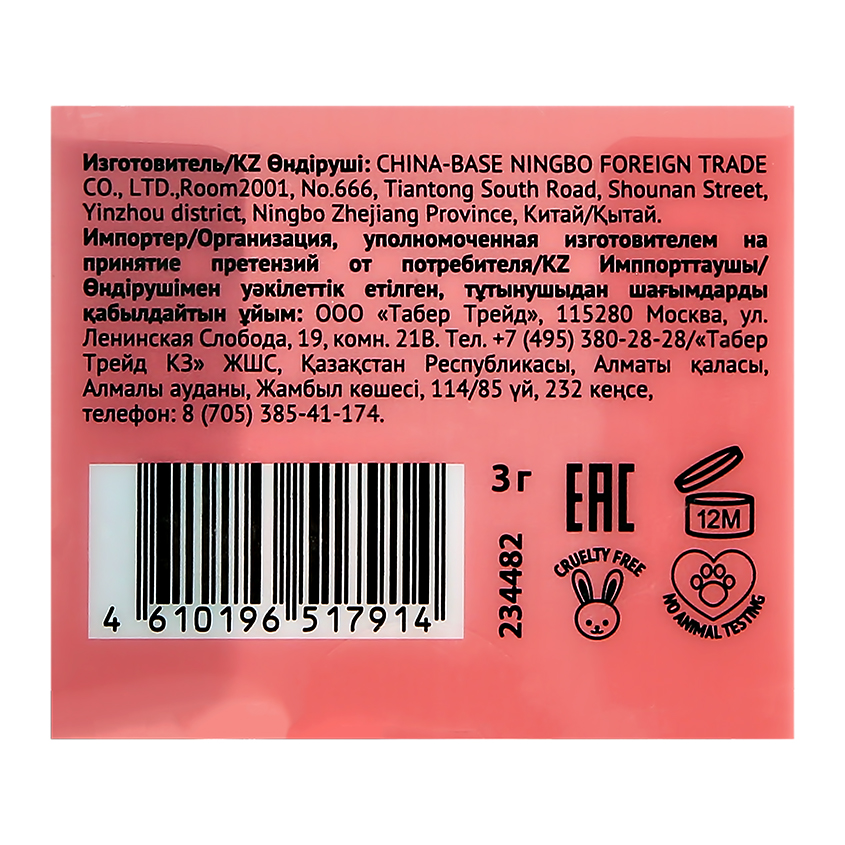 Изготовитель/KZ Өндіруші: CHINA-BASE NINGBO FOREIGN TRADE
CO., LTD.,Room2001, No.666, Tiantong South Road, Shounan Street,
Yinzhou district, Ningbo Zhejiang Province, Китай/Қытай.
Импортер/Организация, уполномоченная изготовителем на
принятие претензий от потребителя/KZ Имппорттаушы/
Өндірушімен уәкілеттік етілген, тұтынушыдан шағымдарды
қабылдайтын ұйым: ООО «Табер Трейд», 115280 Москва, ул.
Ленинская Слобода, 19, комн. 21В. Тел. +7 (495) 380-28-28/«Табер
Трейд КЗ» ЖШС, Қазақстан Республикасы, Алматы қаласы,
Алмалы ауданы, Жамбыл көшесі, 114/85 үй, 232 кеңсе,
телефон: 8 (705) 385-41-174.
3 г
EAC
12M
234482
CRUELTY FREE
NO ANIMAL TESTING
4 610196 517914